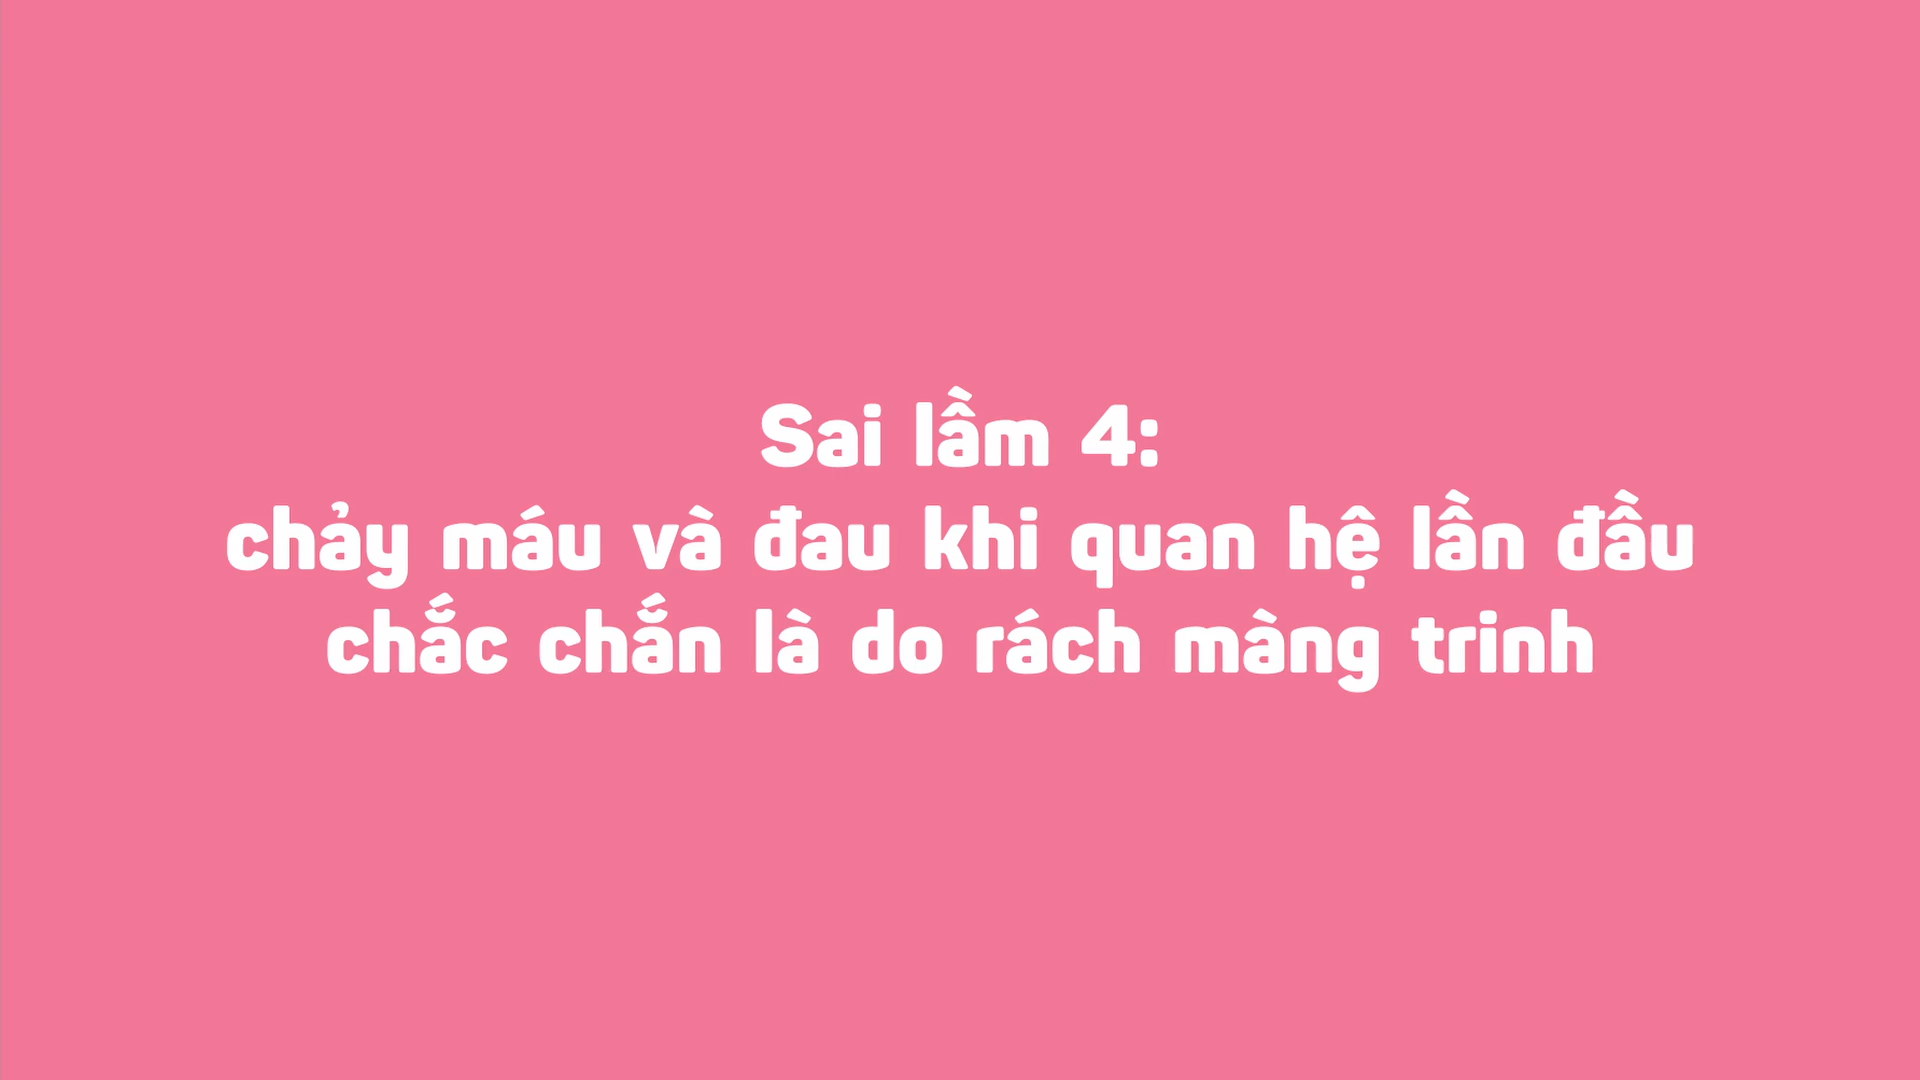 Sai lầm 4:
chảy máu và đau khi quan hệ lần đầu
chắc chắn là do rách màng trinh